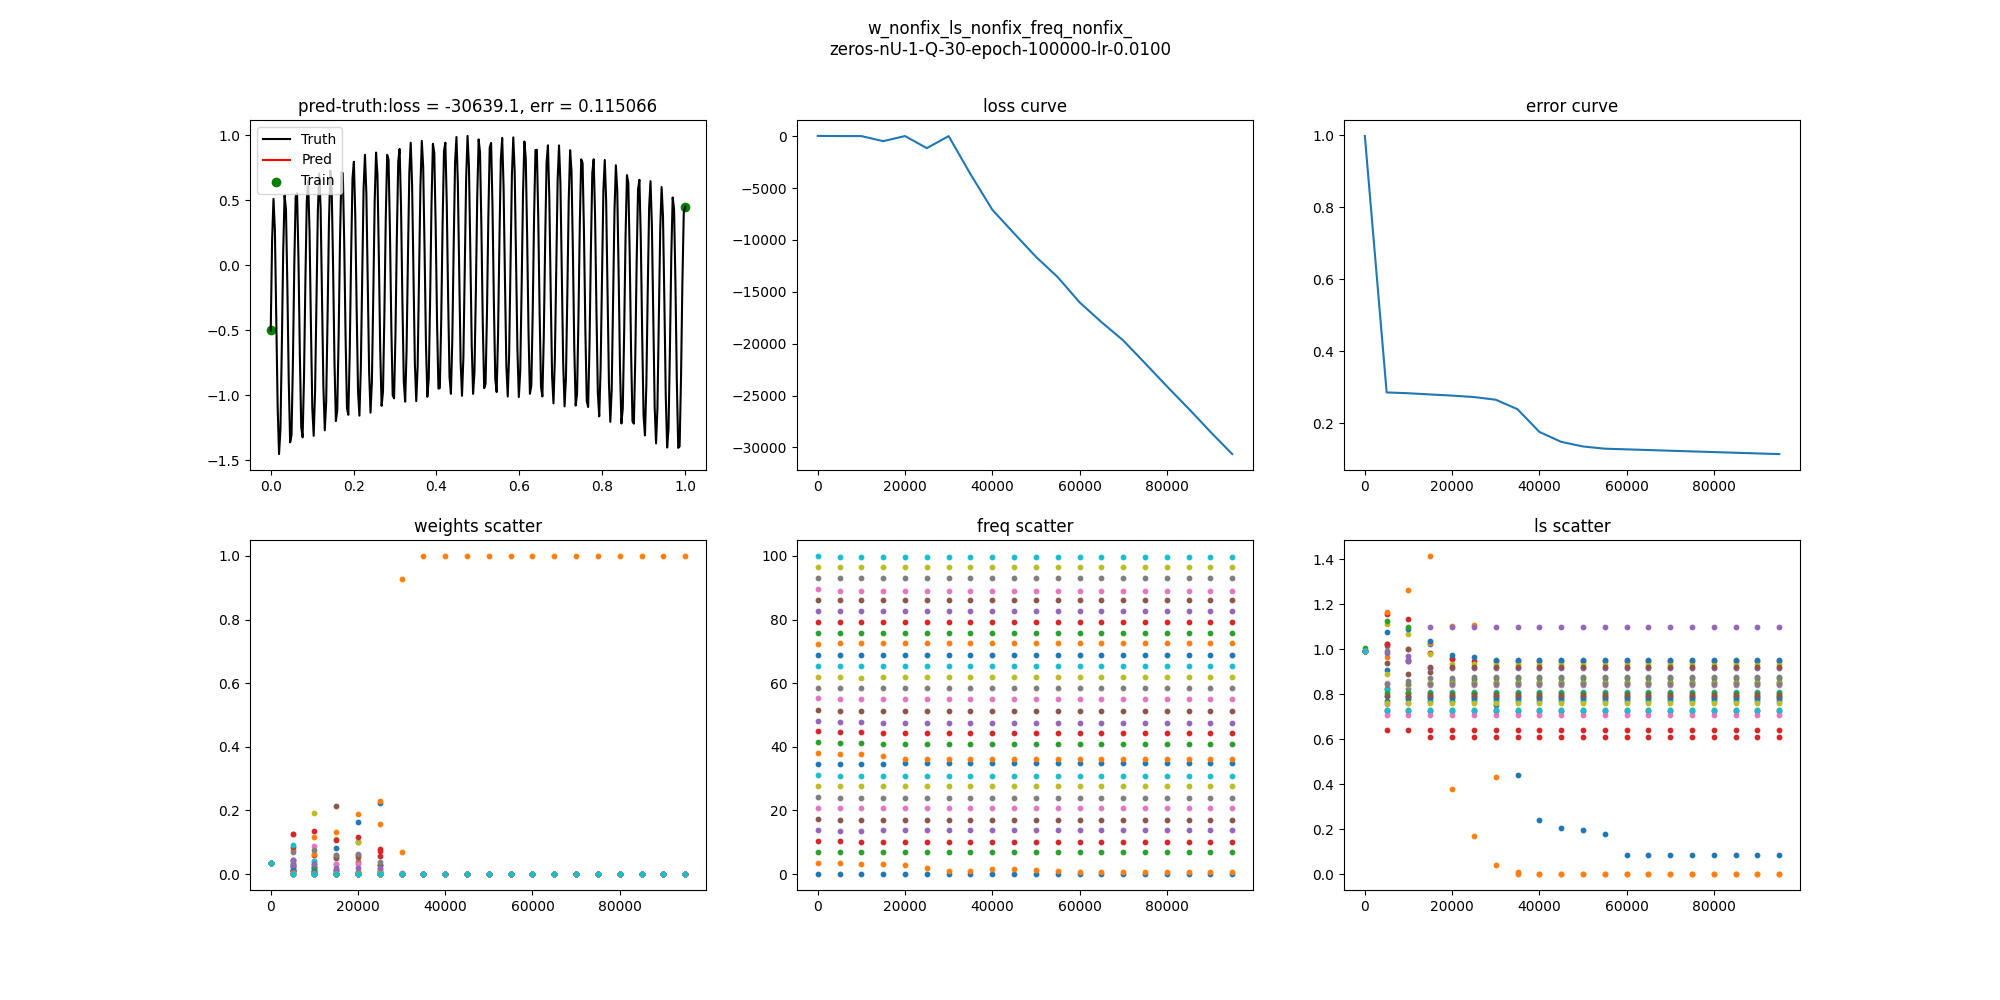 w_nonfix_ls_nonfix_freq_nonfix_
zeros-nU-1-Q-30-epoch-100000-lr-0.0100
pred-truth:loss = -30639.1, err = 0.115066
Truth
Pred
Train
1.0
0.5
0.0
−0.5
−1.0
−1.5
0.0 0.2 0.4 0.6 0.8 1.0
loss curve
0
−5000
−10000
−15000
−20000
−25000
−30000
0 20000 40000 60000 80000
error curve
1.0
0.8
0.6
0.4
0.2
0 20000 40000 60000 80000
weights scatter
1.0
0.8
0.6
0.4
0.2
0.0
0 20000 40000 60000 80000
freq scatter
100
80
60
40
20
0
0 20000 40000 60000 80000
ls scatter
1.4
1.2
1.0
0.8
0.6
0.4
0.2
0.0
0 20000 40000 60000 80000